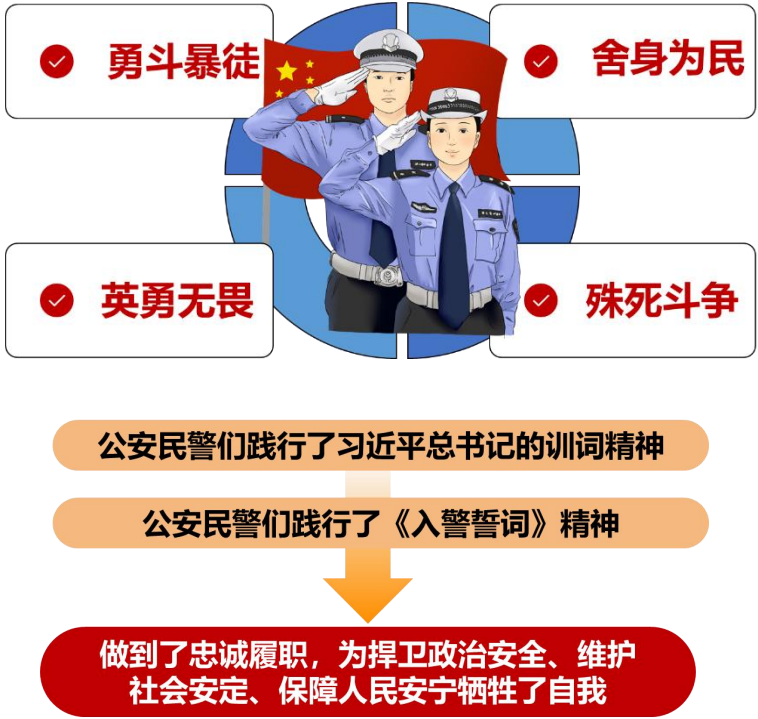 勇斗暴徒
舍身为民
英勇无畏
殊死斗争
公安民警们践行了习近平总书记的训词精神
公安民警们践行了《入警誓词》精神
做到了忠诚履职，为捍卫政治安全、维护
社会安定、保障人民安宁牺牲了自我